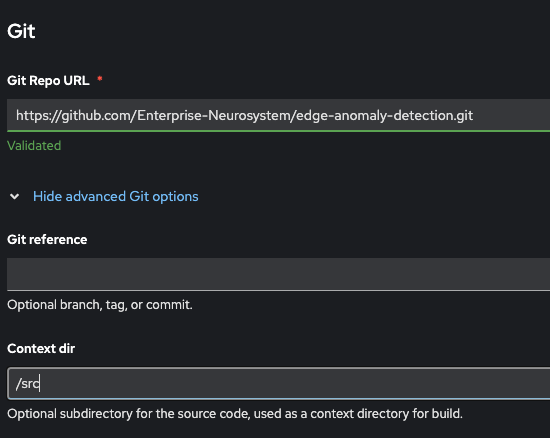 Git
Git Repo URL *
https://github.com/Enterprise-Neurosystem/edge-anomaly-detection.git
Validated
Hide advanced Git options
Git reference
Optional branch, tag, or commit.
Context dir
/src
Optional subdirectory for the source code, used as a context directory for build.